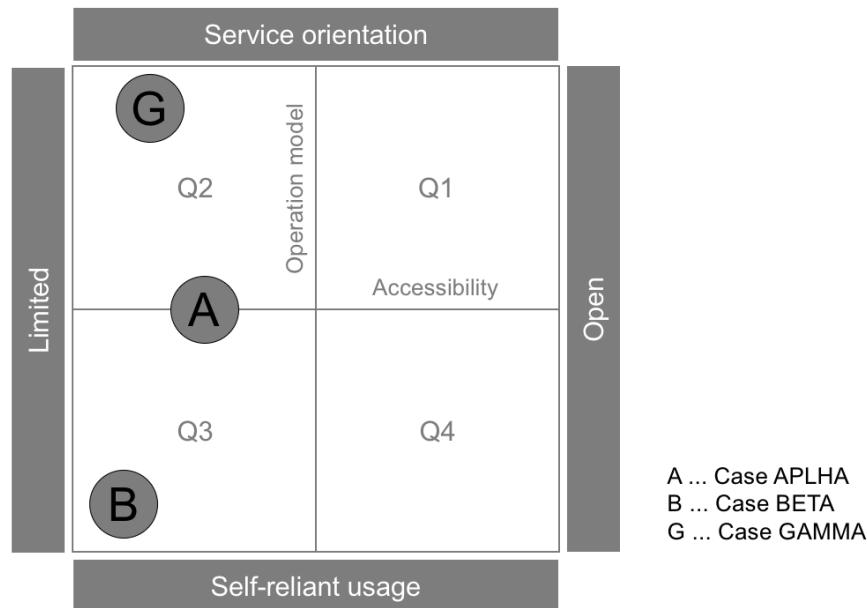 Service orientation
Limited
G
Operation model
Q2
Q1
Accessibility
A
Open
Q3
Q4
B
A ... Case APLHA
B ... Case BETA
G ... Case GAMMA
Self-reliant usage